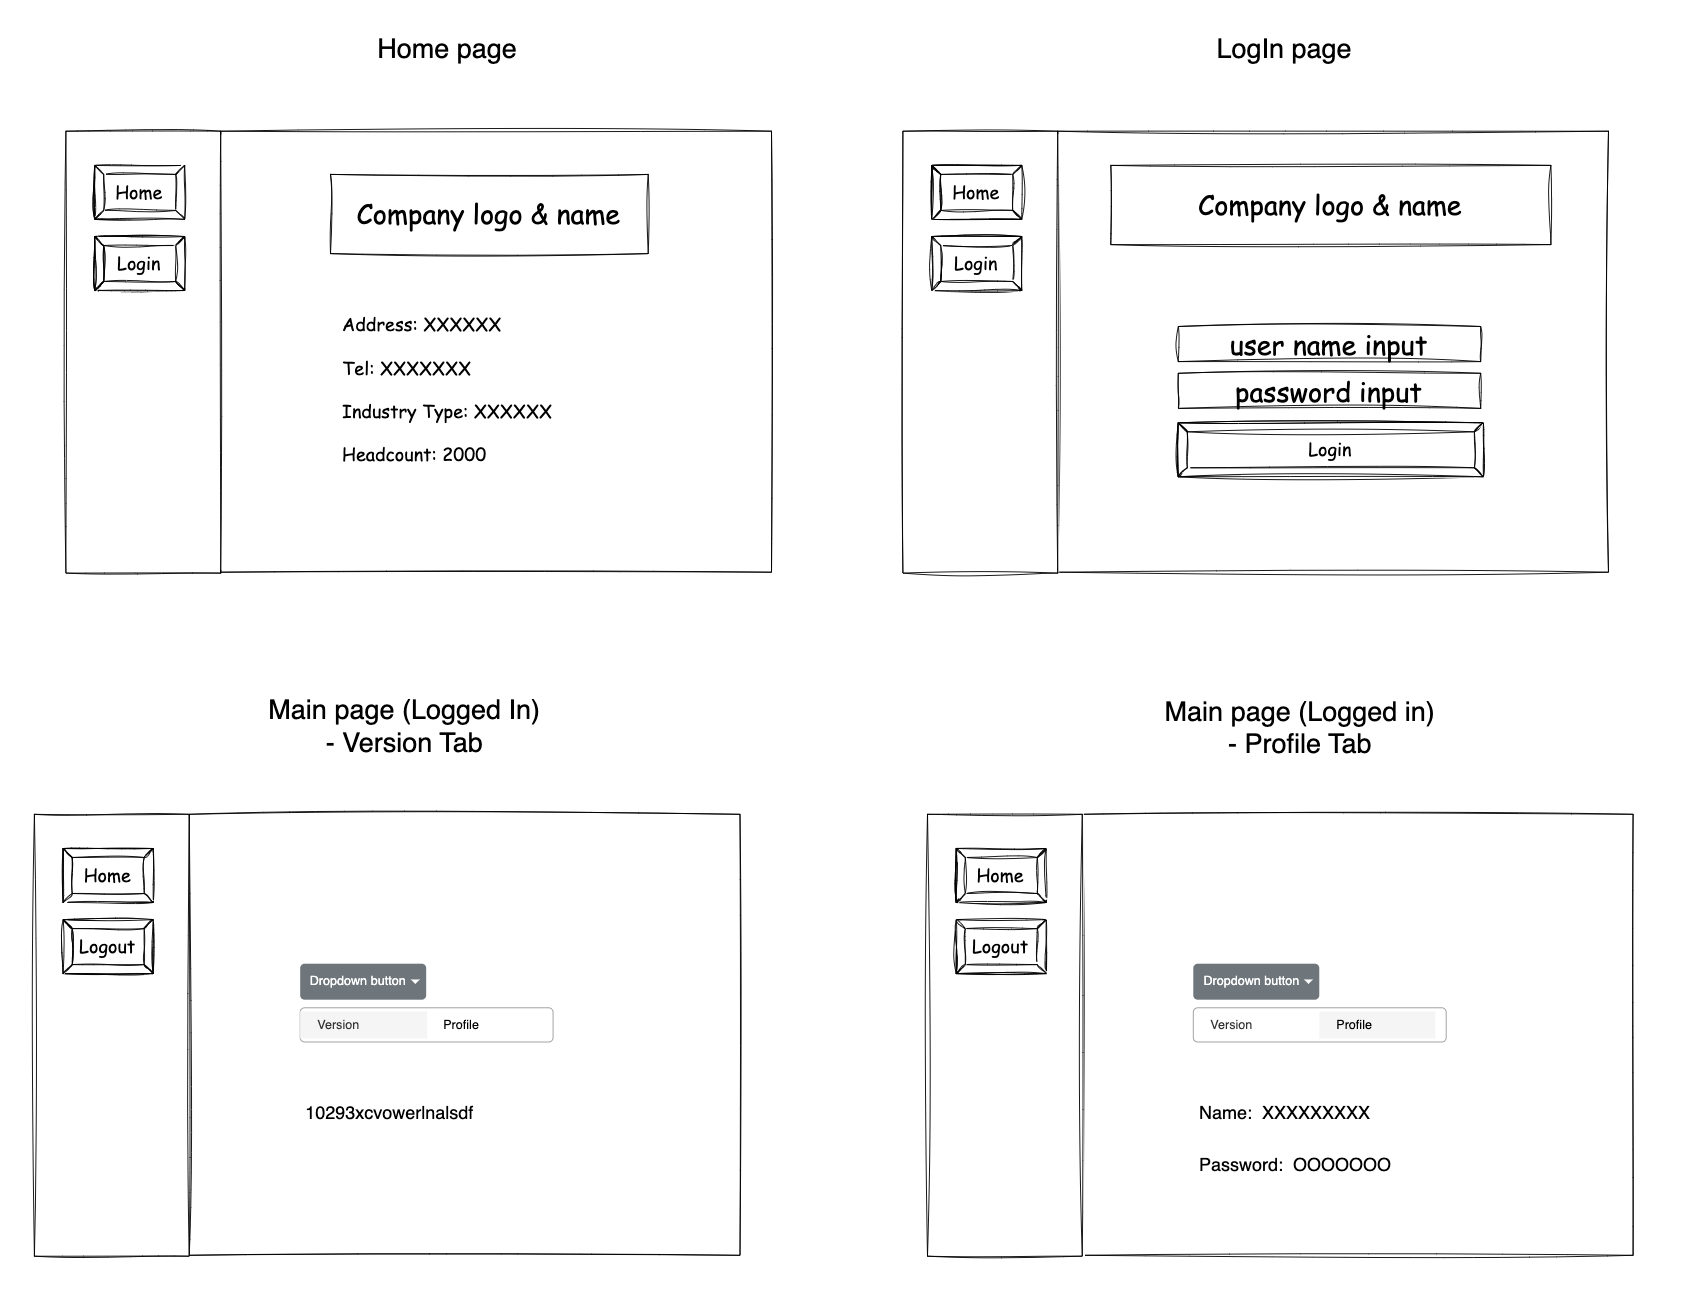 Home page
Home
Login
Company logo & name
Address: XXXXXX
Tel: XXXXXXX
Industry Type: XXXXXX
Headcount: 2000
LogIn page
Home
Login
Company logo & name
user name input
password input
Login
Main page (Logged In)
- Version Tab
Home
Logout
Dropdown button
Version Profile
10293xcvowerlnalsdf
Main page (Logged in)
- Profile Tab
Home
Logout
Dropdown button
Version Profile
Name: XXXXXXXXX
Password: OOOOOOO